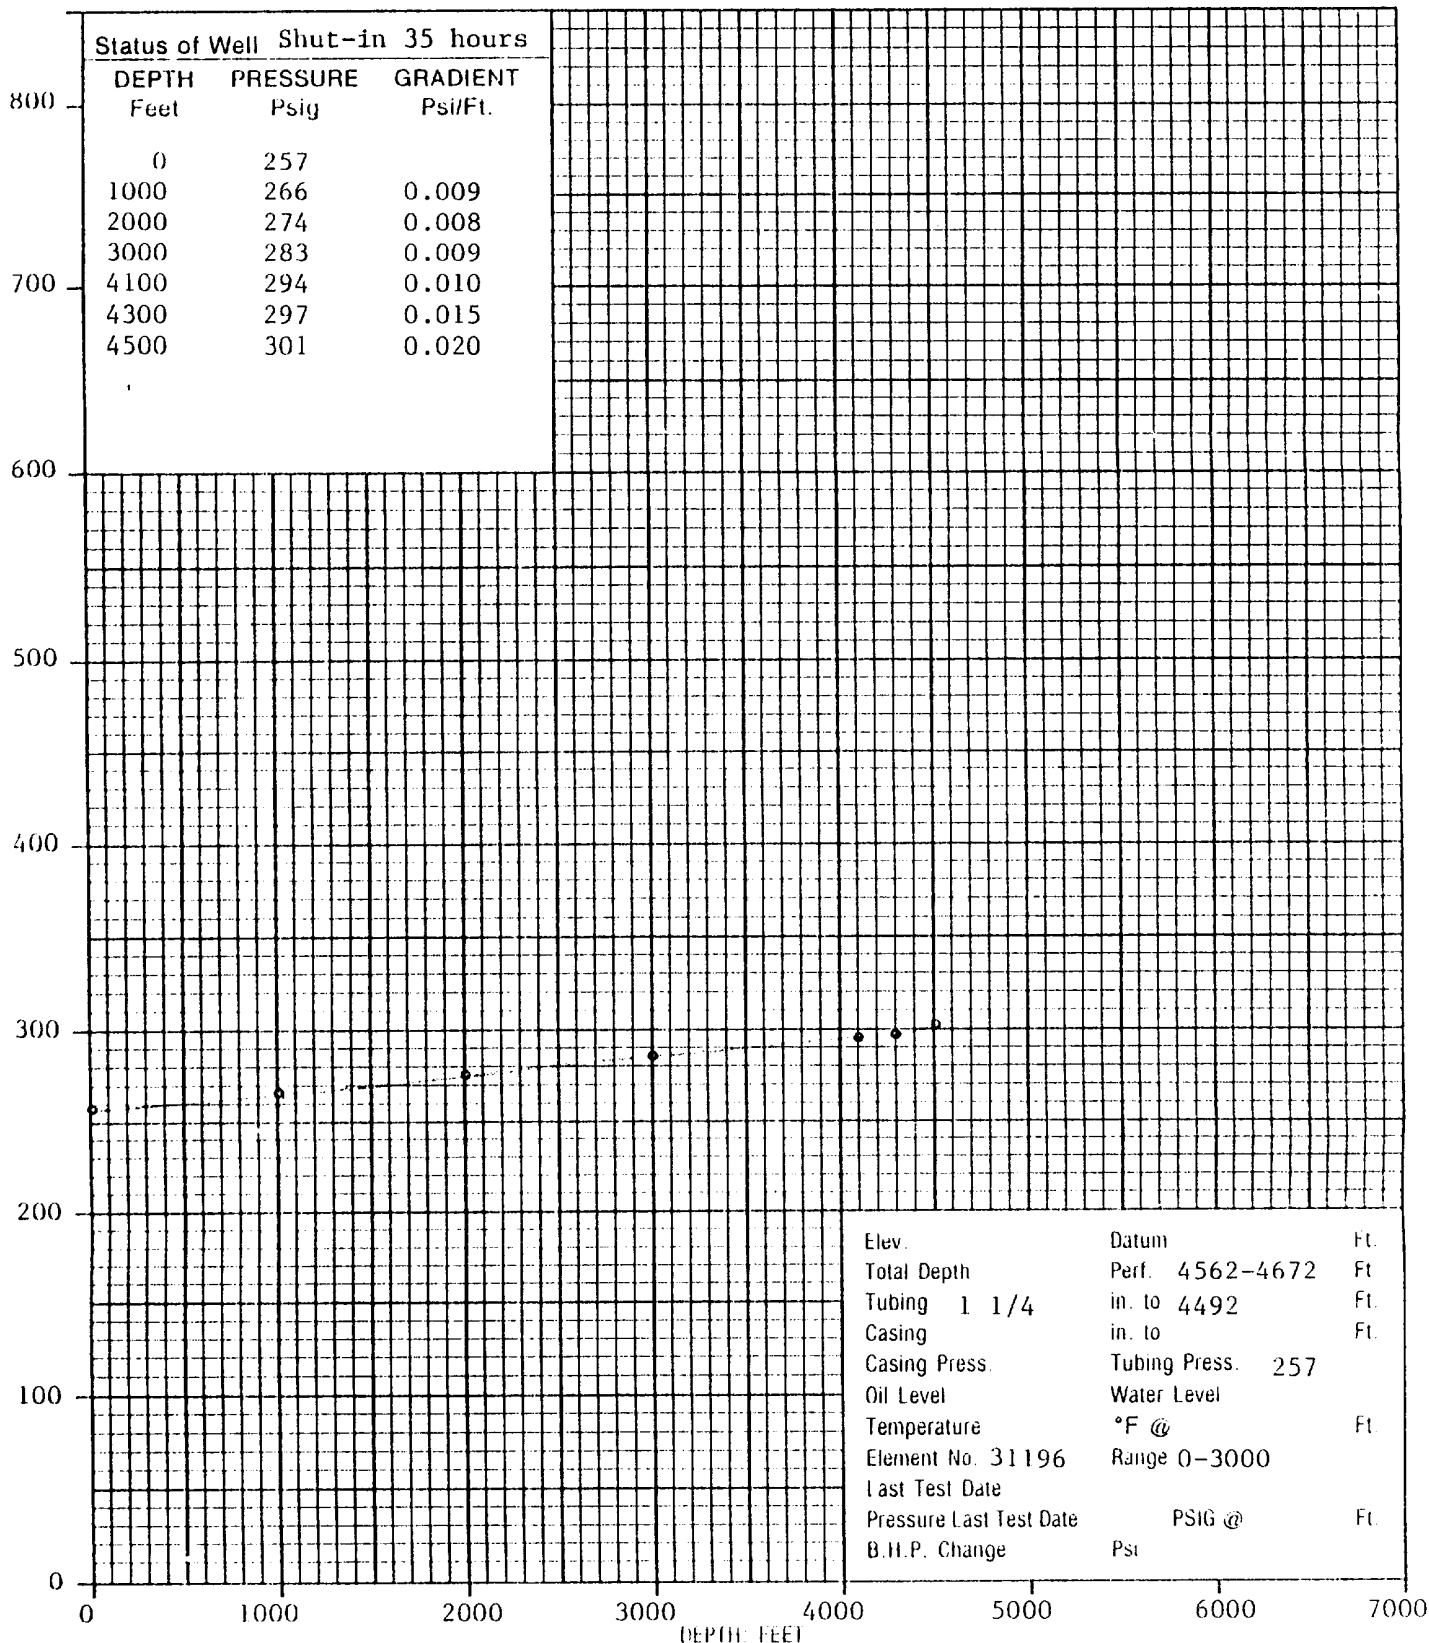 Status of Well Shut-in 35 hours
DEPTH PRESSURE GRADIENT
Feet Psig Psi/Ft.
0 257
1000 266 0.009
2000 274 0.008
3000 283 0.009
4100 294 0.010
4300 297 0.015
4500 301 0.020
800
700
600
500
400
300
200
100
0
Elev. Datum Ft.
Total Depth Perf. 4562-4672 Ft
Tubing 1 1/4 in. to 4492 Ft.
Casing in. to Ft.
Casing Press. Tubing Press. 257
Oil Level Water Level
Temperature °F @ Ft.
Element No. 31196 Range 0-3000
Last Test Date
Pressure Last Test Date PSIG @ Ft.
B.H.P. Change Psi
0 1000 2000 3000 4000 5000 6000 7000
DEPTH: FEET